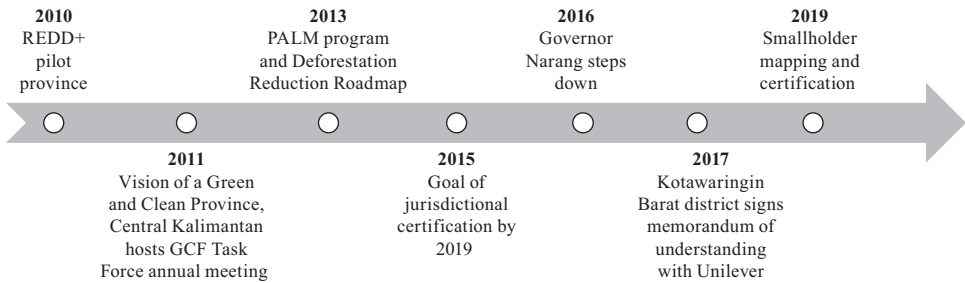 2010
REDD+
pilot
province
2011
Vision of a Green
and Clean Province,
Central Kalimantan
hosts GCF Task
Force annual meeting
2013
PALM program
and Deforestation
Reduction Roadmap
2015
Goal of
jurisdictional
certification by
2019
2016
Governor
Narang steps
down
2017
Kotawaringin
Barat district signs
memorandum of
understanding
with Unilever
2019
Smallholder
mapping and
certification